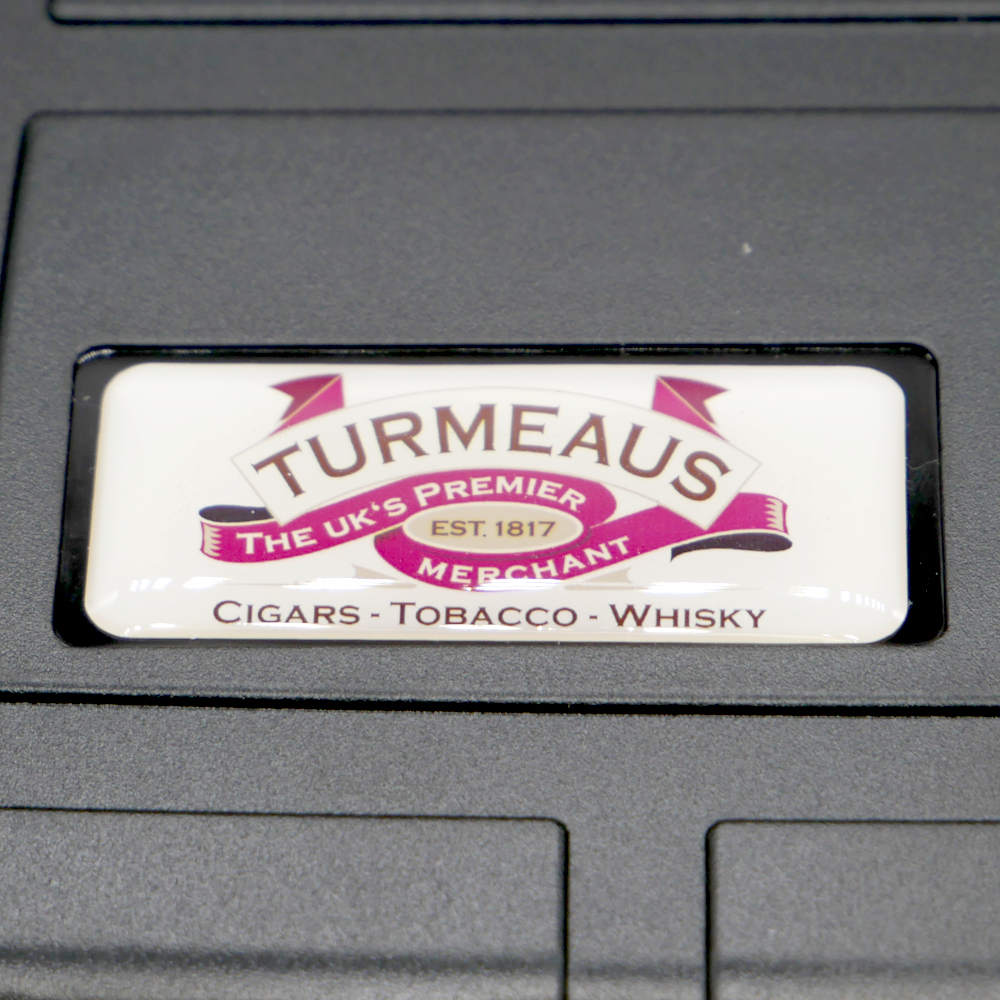 TURMEAUS
THE UK'S PREMIER
EST. 1817
MERCHANT
CIGARS - TOBACCO - WHISKY